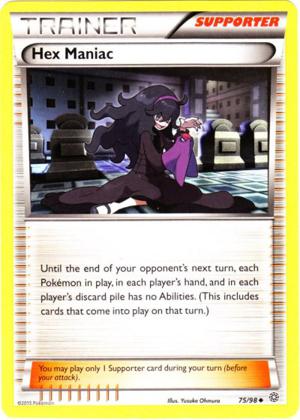 TRAINER
SUPPORTER
Hex Maniac
Until the end of your opponent's next turn, each
Pokémon in play, in each player's hand, and in each
player's discard pile has no Abilities. (This includes
cards that come into play on that turn.)
You may play only 1 Supporter card during your turn (before
your attack).
©2015 Pokémon
Illus. Yusuke Ohmura
75/98